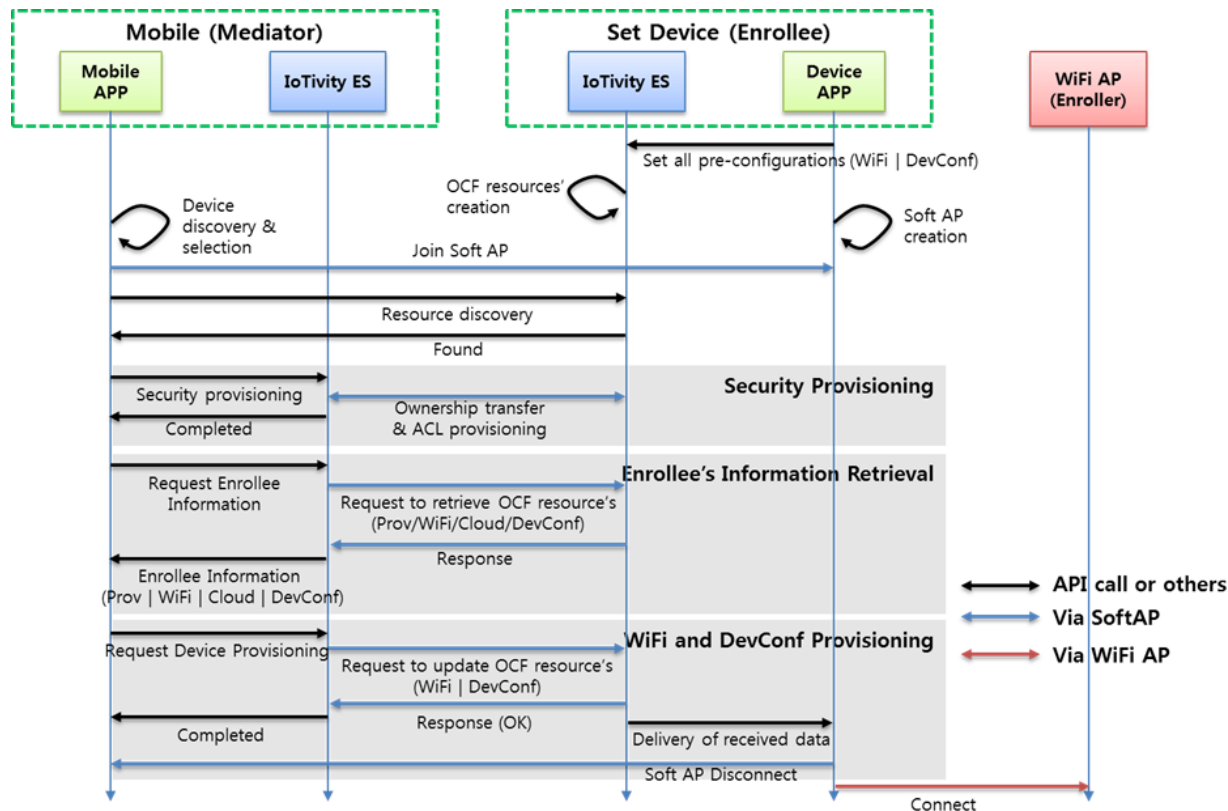 Mobile (Mediator)
Set Device (Enrollee)
Mobile
APP
IoTivity ES
IoTivity ES
Device
APP
WiFi AP
(Enroller)
Set all pre-configurations (WiFi | DevConf)
OCF resources'
creation
Device
discovery &
selection
Soft AP
creation
Join Soft AP
Resource discovery
Found
Security Provisioning
Security provisioning
Ownership transfer
& ACL provisioning
Completed
Enrollee's Information Retrieval
Request Enrollee
Information
Request to retrieve OCF resource's
(Prov/WiFi/Cloud/DevConf)
Response
Enrollee Information
(Prov | WiFi | Cloud | DevConf)
API call or others
Via SoftAP
Via WiFi AP
WiFi and DevConf Provisioning
Request Device Provisioning
Request to update OCF resource's
(WiFi | DevConf)
Response (OK)
Completed
Delivery of received data
Soft AP Disconnect
Connect